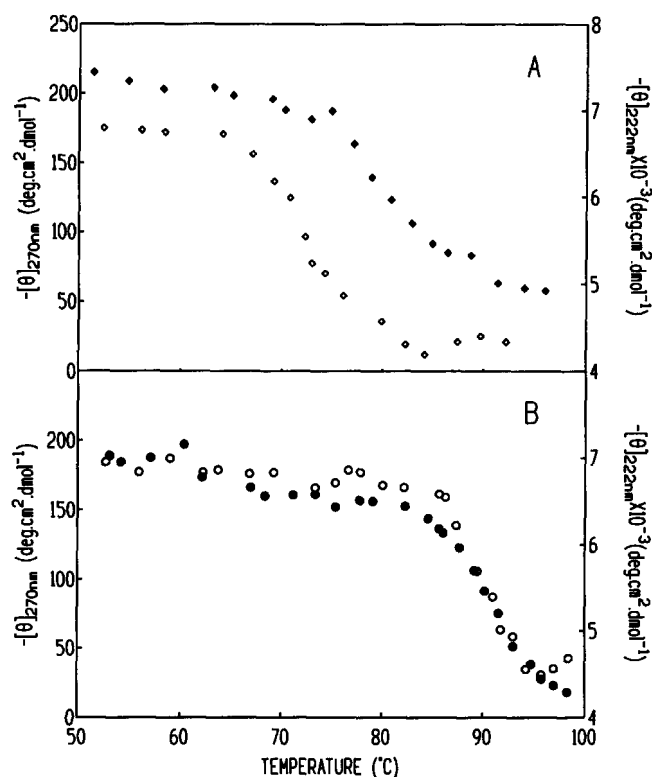 250
200
150
100
50
0
-[θ]270nm (deg.cm².dmol⁻¹)
A
8
7
6
5
4
-[θ]222nm X10⁻³(deg.cm².dmol⁻¹)
200
150
100
50
0
-[θ]270nm (deg.cm².dmol⁻¹)
B
7
6
5
4
-[θ]222nm X10⁻³(deg.cm².dmol⁻¹)
50 60 70 80 90 100
TEMPERATURE (°C)